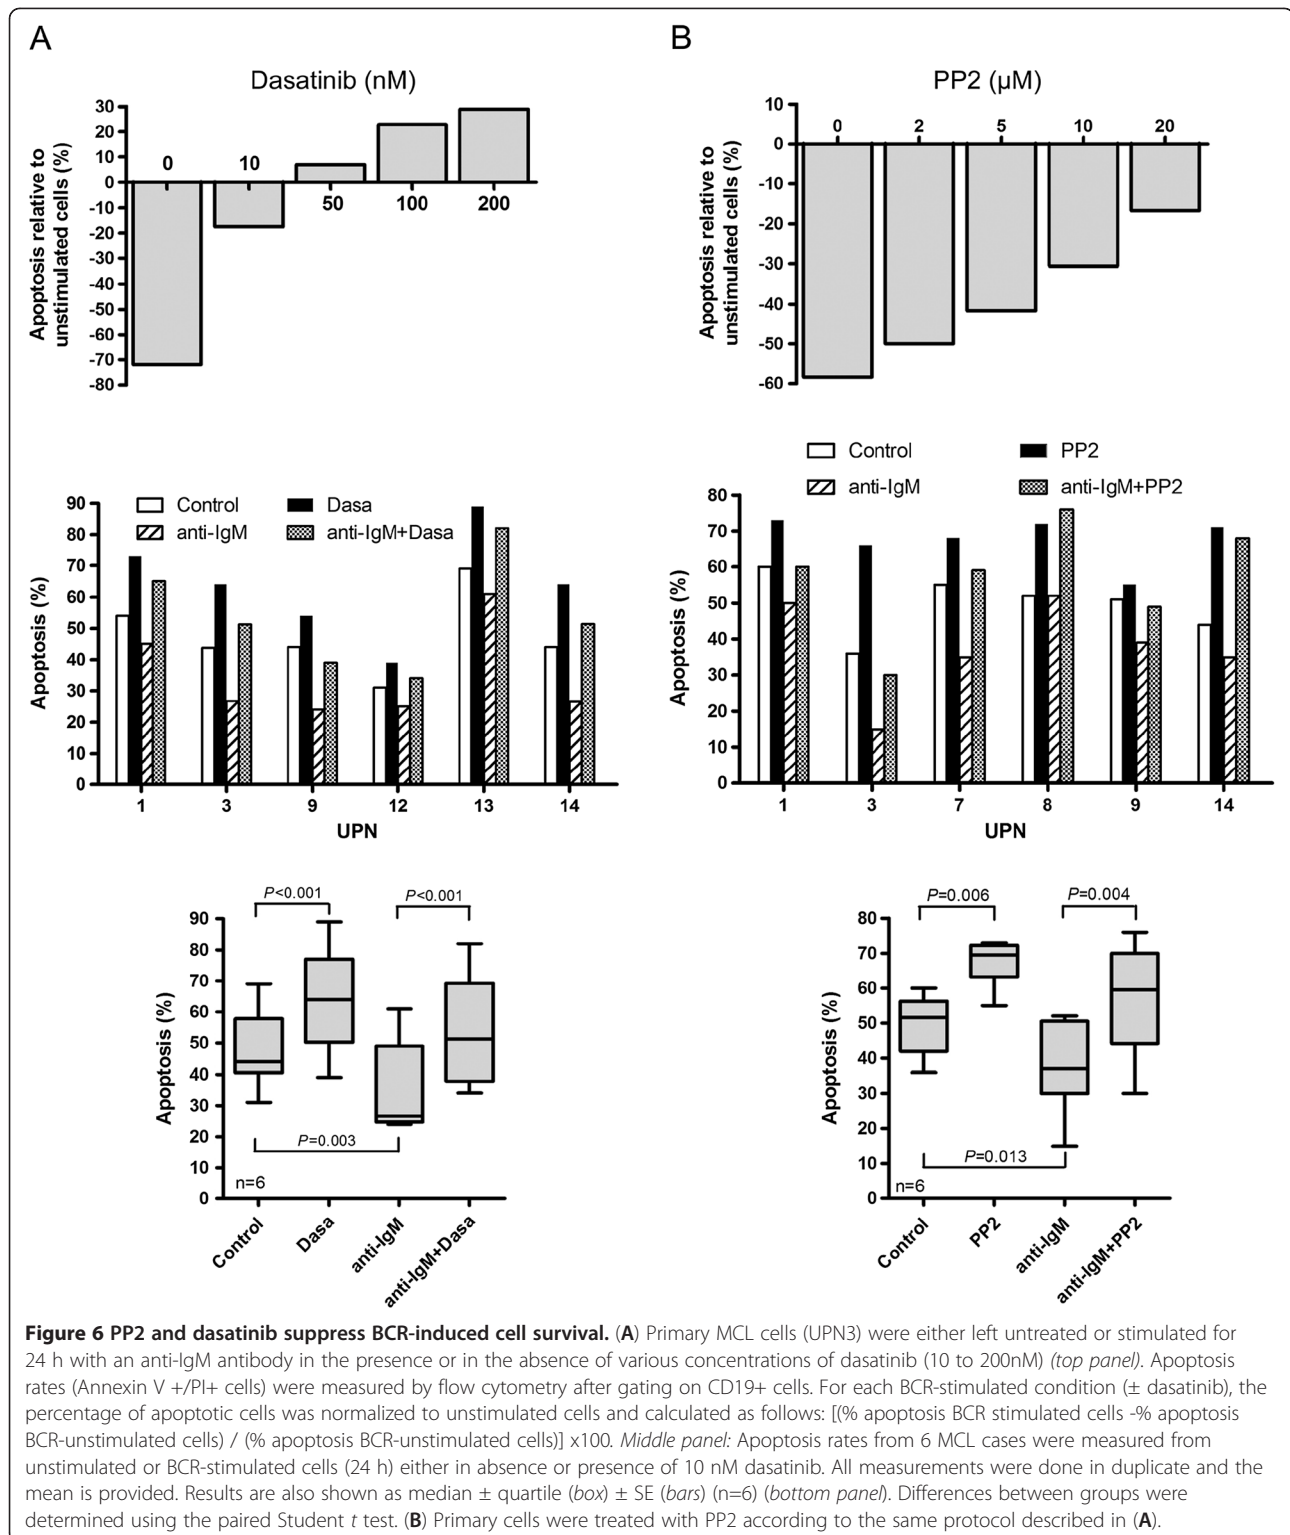 A
Dasatinib (nM)
Apoptosis relative to
unstimulated cells (%)
30
20
10
0
-10
-20
-30
-40
-50
-60
-70
-80
0
10
50
100
200
B
PP2 (µM)
Apoptosis relative to
unstimulated cells (%)
10
0
-10
-20
-30
-40
-50
-60
0
2
5
10
20
Control
Dasa
anti-IgM
anti-IgM+Dasa
Apoptosis (%)
90
80
70
60
50
40
30
20
10
0
1
3
9
12
13
14
UPN
Control
PP2
anti-IgM
anti-IgM+PP2
Apoptosis (%)
80
70
60
50
40
30
20
10
0
1
3
7
8
9
14
UPN
P<0.001
P<0.001
Apoptosis (%)
90
80
70
60
50
40
30
20
10
0
P=0.003
n=6
Control
Dasa
anti-IgM
anti-IgM+Dasa
P=0.006
P=0.004
Apoptosis (%)
80
70
60
50
40
30
20
10
0
P=0.013
n=6
Control
PP2
anti-IgM
anti-IgM+PP2
Figure 6 PP2 and dasatinib suppress BCR-induced cell survival. (A) Primary MCL cells (UPN3) were either left untreated or stimulated for
24 h with an anti-IgM antibody in the presence or in the absence of various concentrations of dasatinib (10 to 200nM) (top panel). Apoptosis
rates (Annexin V +/PI+ cells) were measured by flow cytometry after gating on CD19+ cells. For each BCR-stimulated condition (± dasatinib), the
percentage of apoptotic cells was normalized to unstimulated cells and calculated as follows: [(% apoptosis BCR stimulated cells -% apoptosis
BCR-unstimulated cells) / (% apoptosis BCR-unstimulated cells)] x100. Middle panel: Apoptosis rates from 6 MCL cases were measured from
unstimulated or BCR-stimulated cells (24 h) either in absence or presence of 10 nM dasatinib. All measurements were done in duplicate and the
mean is provided. Results are also shown as median ± quartile (box) ± SE (bars) (n=6) (bottom panel). Differences between groups were
determined using the paired Student t test. (B) Primary cells were treated with PP2 according to the same protocol described in (A).